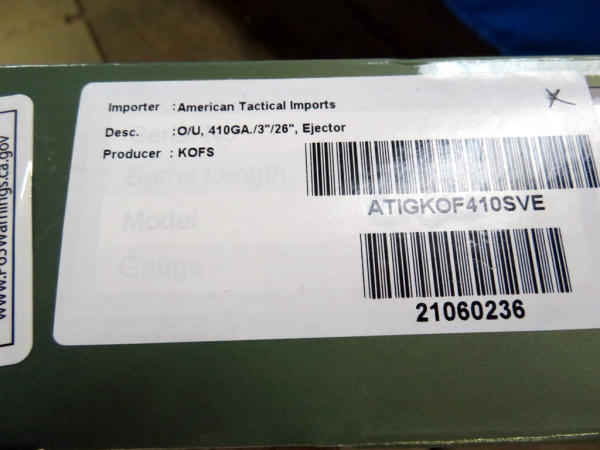 Importer : American Tactical Imports
Desc. : O/U, 410GA./3"/26", Ejector
Producer : KOFS
Barrel Length
Model
Gauge
ATIGKOF410SVE
21060236
www.P65Warnings.ca.gov